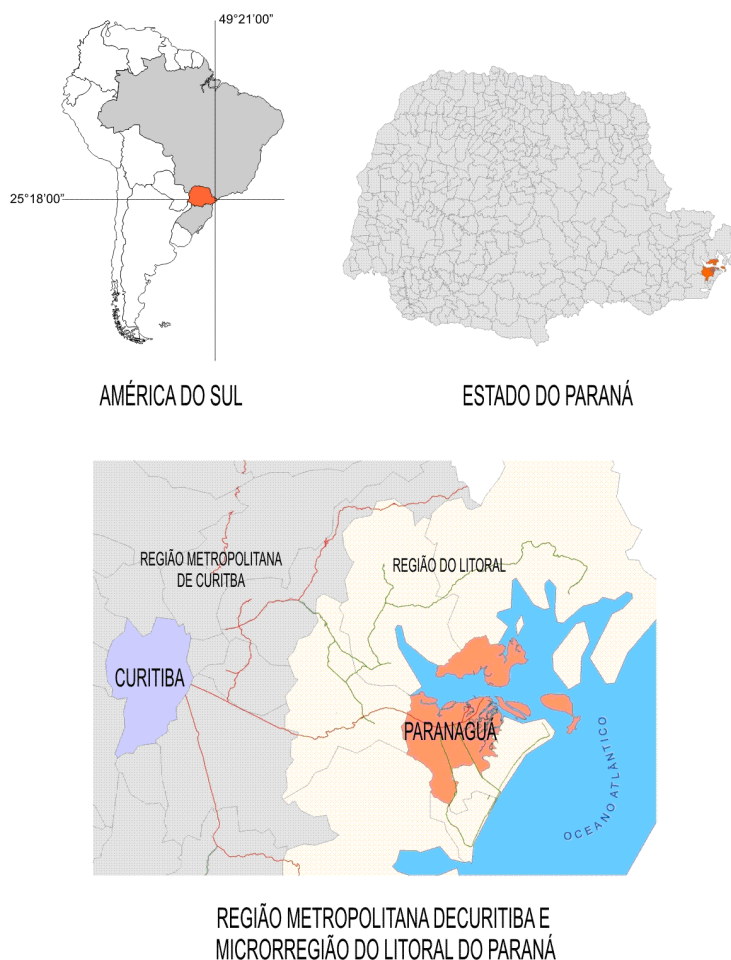 49°21'00"
25°18'00"
AMÉRICA DO SUL
ESTADO DO PARANÁ
REGIÃO METROPOLITANA
DE CURITBA
REGIÃO DO LITORAL
CURITIBA
PARANAGUÁ
OCEANO ATLÂNTICO
REGIÃO METROPOLITANA DECURITIBA E
MICRORREGIÃO DO LITORAL DO PARANÁ